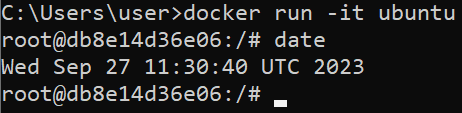 C:\Users\user>docker run -it ubuntu
root@db8e14d36e06:/# date
Wed Sep 27 11:30:40 UTC 2023
root@db8e14d36e06:/#